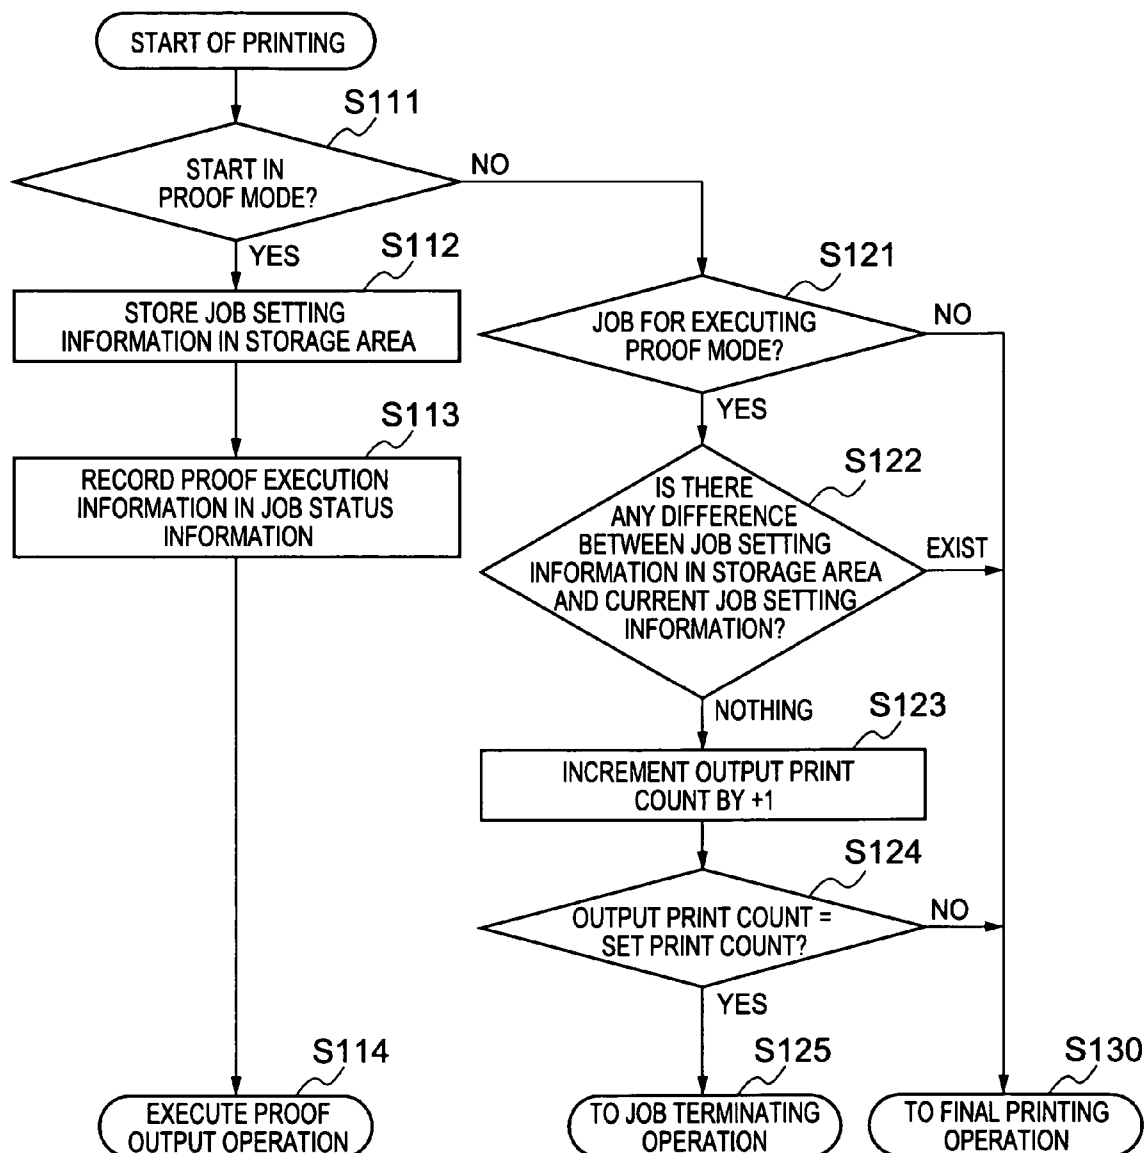 START OF PRINTING
S111
START IN
PROOF MODE?
NO
YES
S112
STORE JOB SETTING
INFORMATION IN STORAGE AREA
S113
RECORD PROOF EXECUTION
INFORMATION IN JOB STATUS
INFORMATION
S114
EXECUTE PROOF
OUTPUT OPERATION
S121
JOB FOR EXECUTING
PROOF MODE?
NO
YES
S122
IS THERE
ANY DIFFERENCE
BETWEEN JOB SETTING
INFORMATION IN STORAGE AREA
AND CURRENT JOB SETTING
INFORMATION?
EXIST
NOTHING
S123
INCREMENT OUTPUT PRINT
COUNT BY +1
S124
OUTPUT PRINT COUNT =
SET PRINT COUNT?
NO
YES
S125
TO JOB TERMINATING
OPERATION
S130
TO FINAL PRINTING
OPERATION